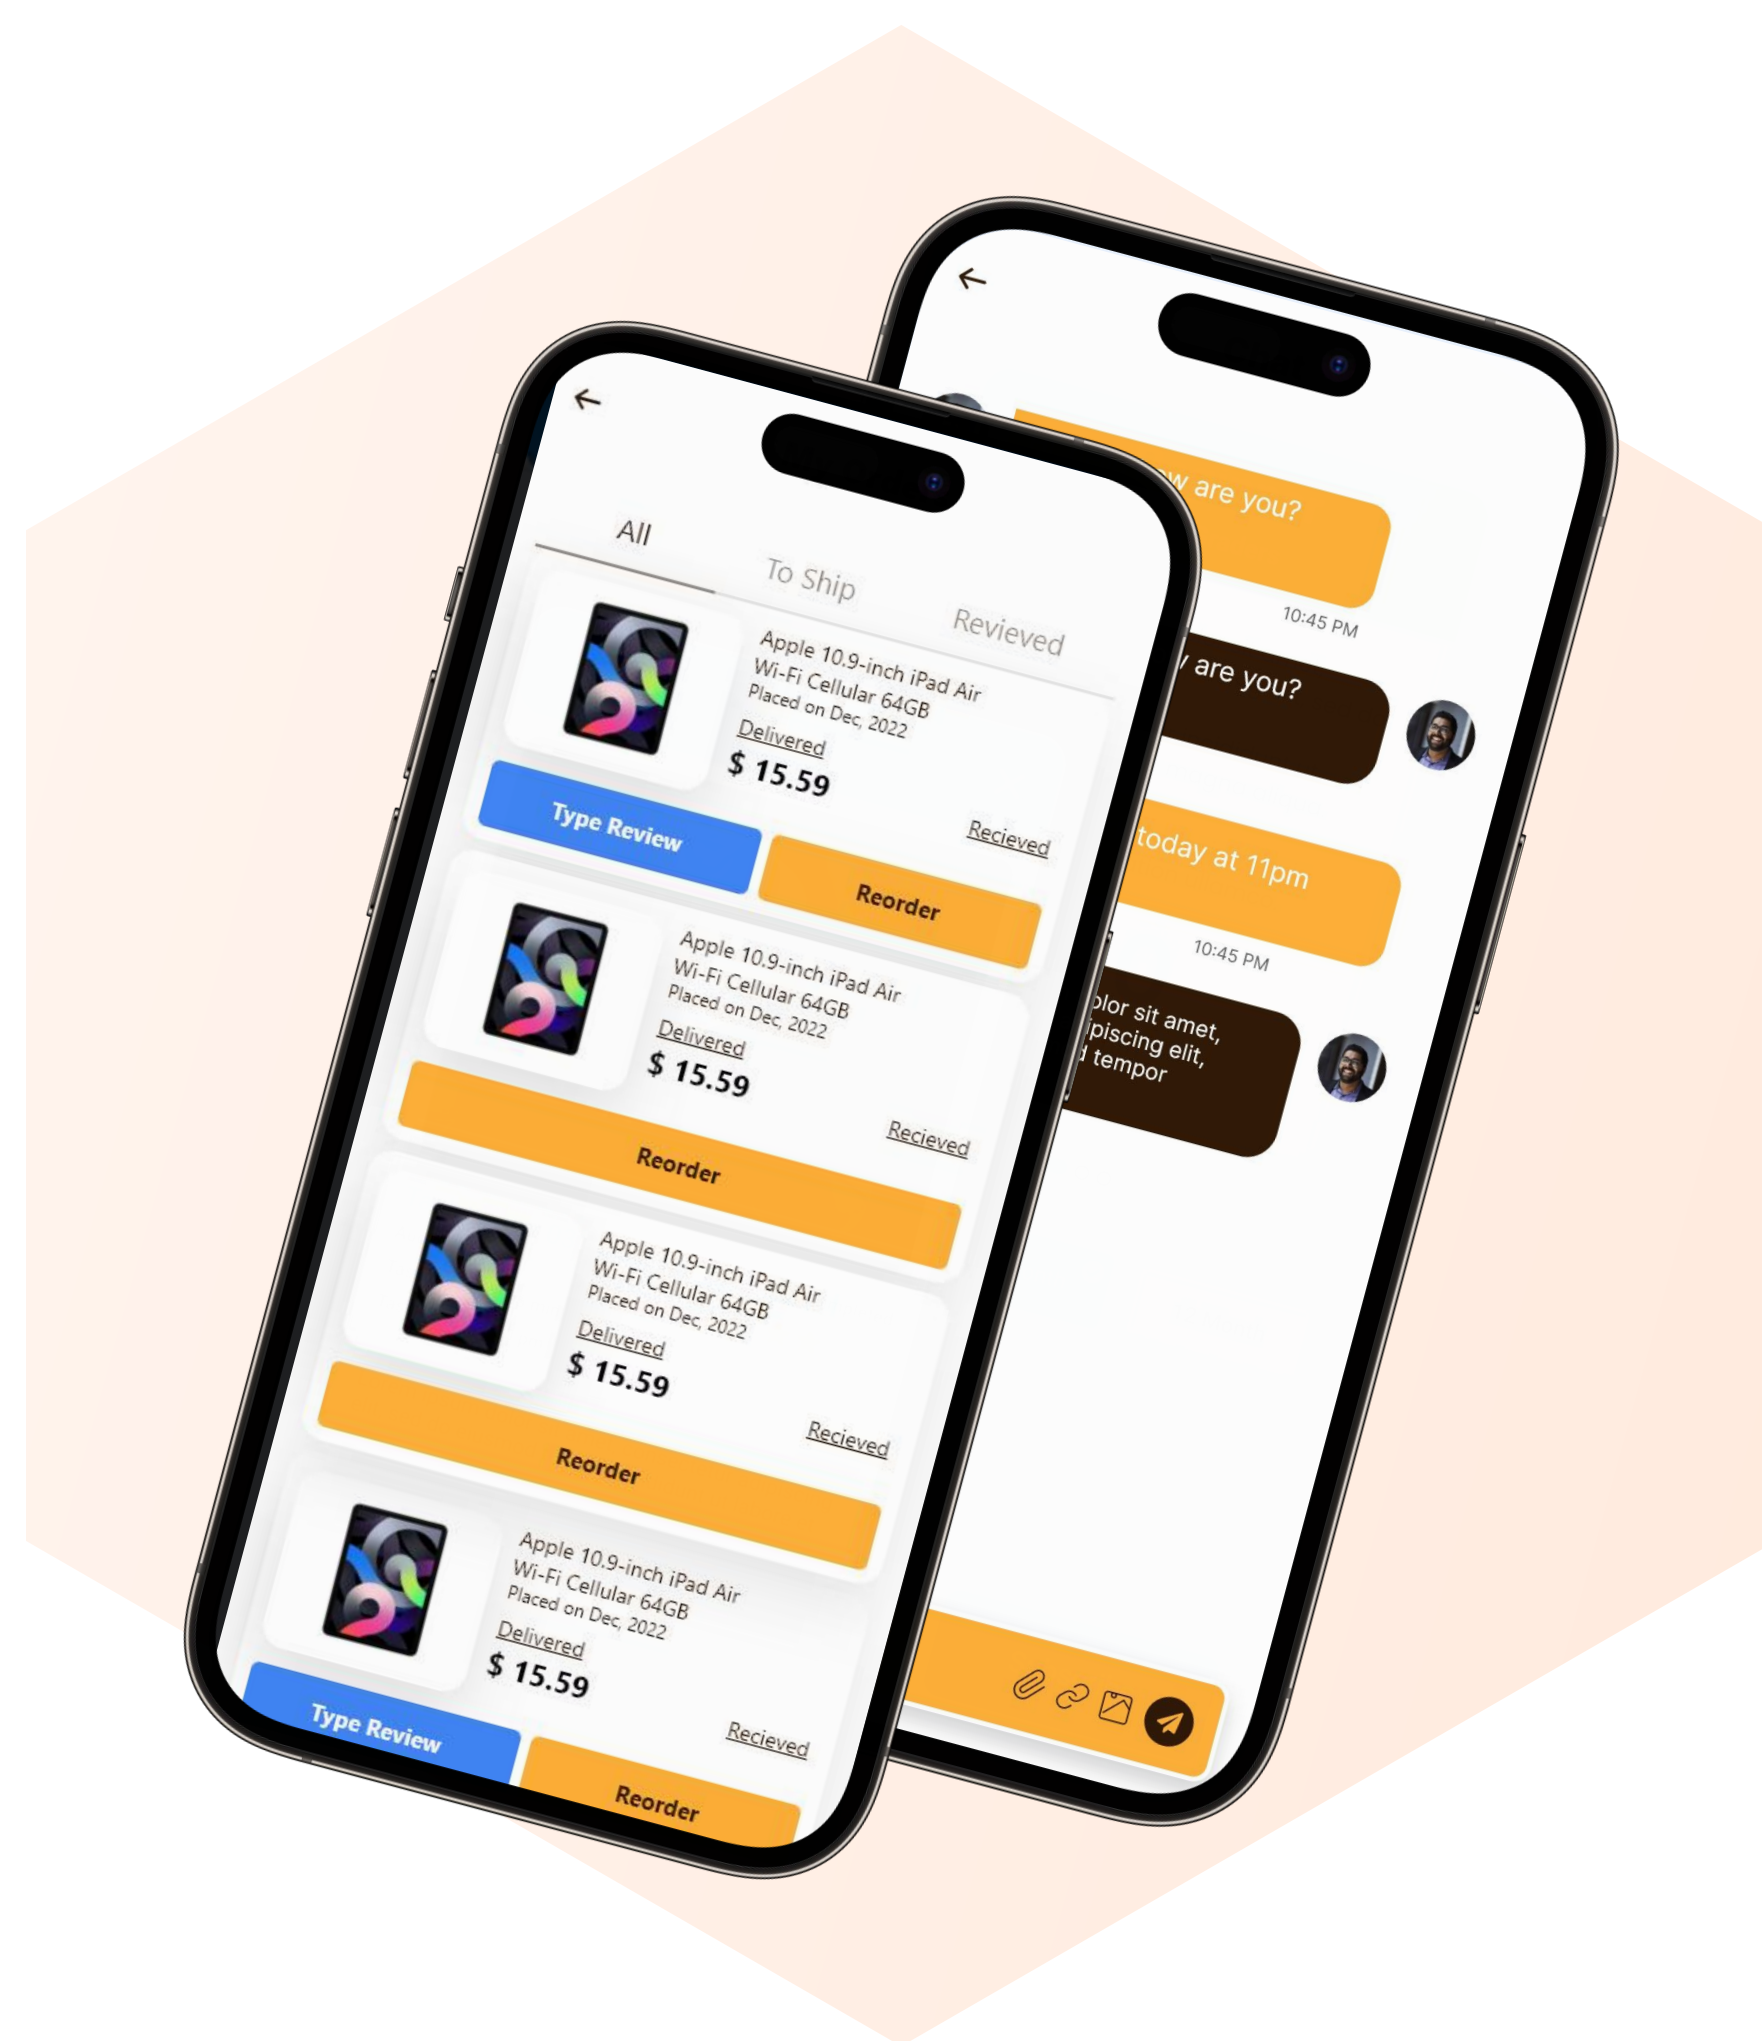 All
To Ship
Revieved
Apple 10.9-inch iPad Air
Wi-Fi Cellular 64GB
Placed on Dec, 2022
Delivered
$ 15.59
Recieved
Type Review
Reorder
Apple 10.9-inch iPad Air
Wi-Fi Cellular 64GB
Placed on Dec, 2022
Delivered
$ 15.59
Recieved
Reorder
Apple 10.9-inch iPad Air
Wi-Fi Cellular 64GB
Placed on Dec, 2022
Delivered
$ 15.59
Recieved
Reorder
Apple 10.9-inch iPad Air
Wi-Fi Cellular 64GB
Placed on Dec, 2022
Delivered
$ 15.59
Recieved
Type Review
Reorder
are you?
10:45 PM
are you?
today at 11pm
10:45 PM
sit amet,
elit,
tempor